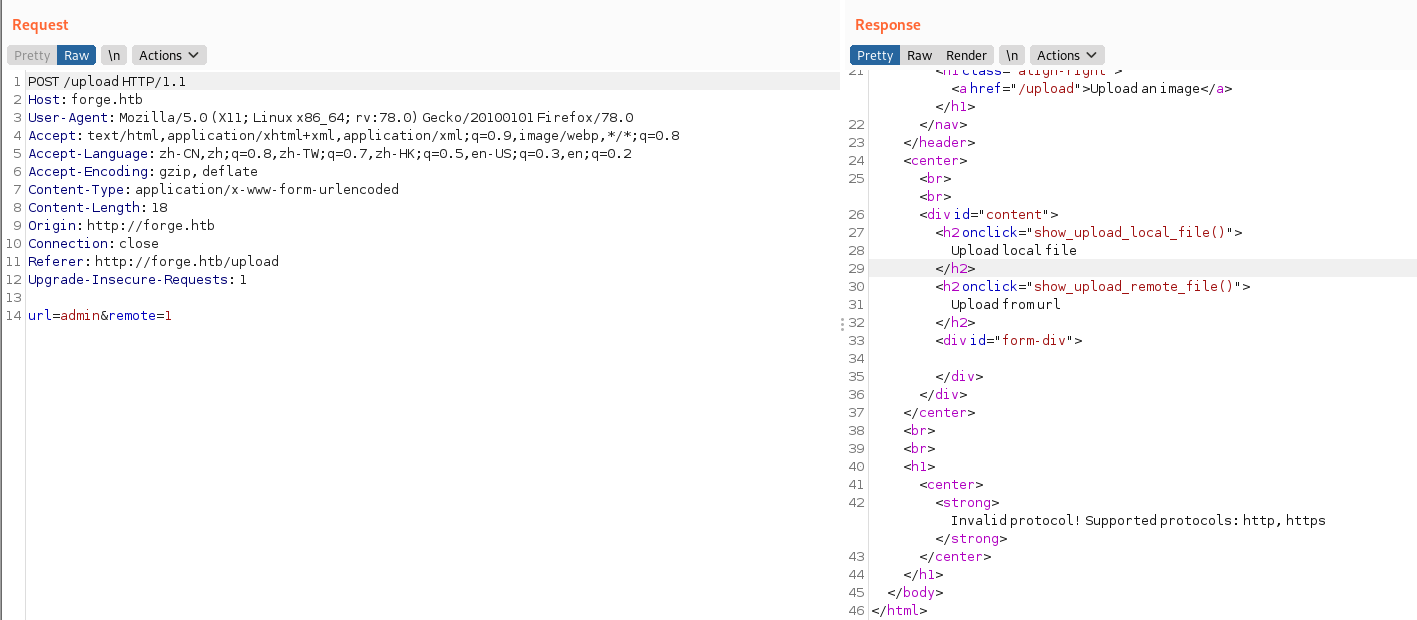 Request
Pretty Raw \n Actions
1 POST /upload HTTP/1.1
2 Host: forge.htb
3 User-Agent: Mozilla/5.0 (X11; Linux x86_64; rv:78.0) Gecko/20100101 Firefox/78.0
4 Accept: text/html,application/xhtml+xml,application/xml;q=0.9,image/webp,*/*;q=0.8
5 Accept-Language: zh-CN,zh;q=0.8,zh-TW;q=0.7,zh-HK;q=0.5,en-US;q=0.3,en;q=0.2
6 Accept-Encoding: gzip, deflate
7 Content-Type: application/x-www-form-urlencoded
8 Content-Length: 18
9 Origin: http://forge.htb
10 Connection: close
11 Referer: http://forge.htb/upload
12 Upgrade-Insecure-Requests: 1
13
14 url=admin&remote=1
Response
Pretty Raw Render \n Actions
21 <h1 class="align-right">
<a href="/upload">Upload an image</a>
</h1>
22 </nav>
23 </header>
24 <center>
25 <br>
<br>
26 <div id="content">
27 <h2 onclick="show_upload_local_file()">
28 Upload local file
29 </h2>
30 <h2 onclick="show_upload_remote_file()">
31 Upload from url
32 </h2>
33 <div id="form-div">
34
35 </div>
36 </div>
37 </center>
38 <br>
39 <br>
40 <h1>
41 <center>
42 <strong>
Invalid protocol! Supported protocols: http, https
</strong>
43 </center>
44 </h1>
45 </body>
46 </html>